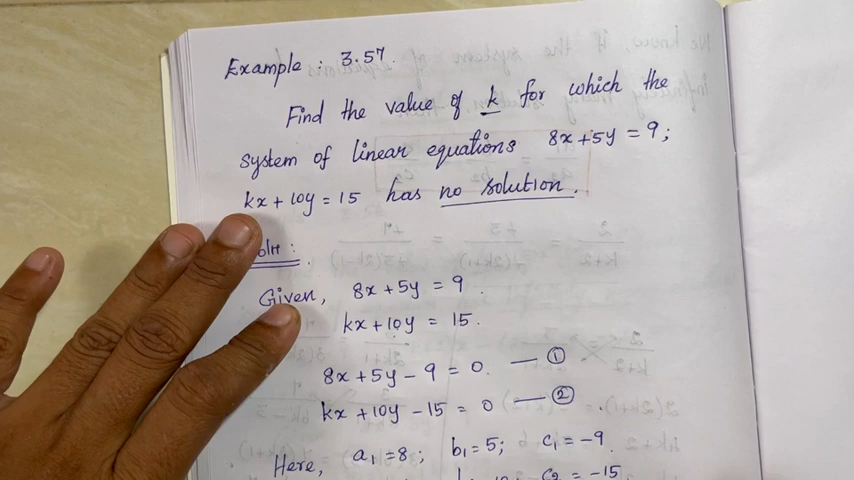 Example : 3.57.
Find the value of k for which the
system of linear equations 8x+5y = 9;
kx + 10y = 15 has no solution.
Given, 8x+5y = 9.
kx+10y = 15.
8x+5y - 9 = 0. — ①
kx +10y -15 = 0 — ②
Here, a₁=8; b₁=5; c₁=-9
c₂ = -15